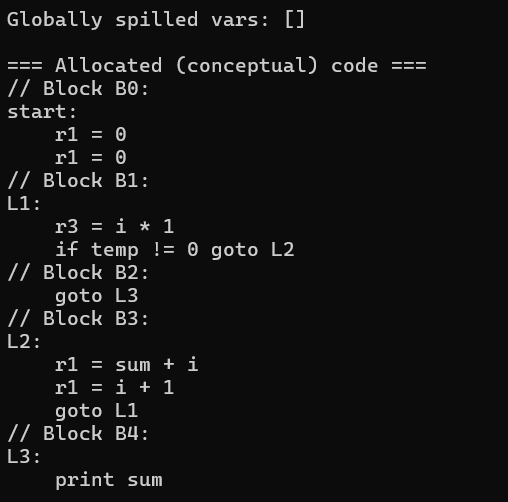 Globally spilled vars: []

=== Allocated (conceptual) code ===
// Block B0:
start:
    r1 = 0
    r1 = 0
// Block B1:
L1:
    r3 = i * 1
    if temp != 0 goto L2
// Block B2:
    goto L3
// Block B3:
L2:
    r1 = sum + i
    r1 = i + 1
    goto L1
// Block B4:
L3:
    print sum